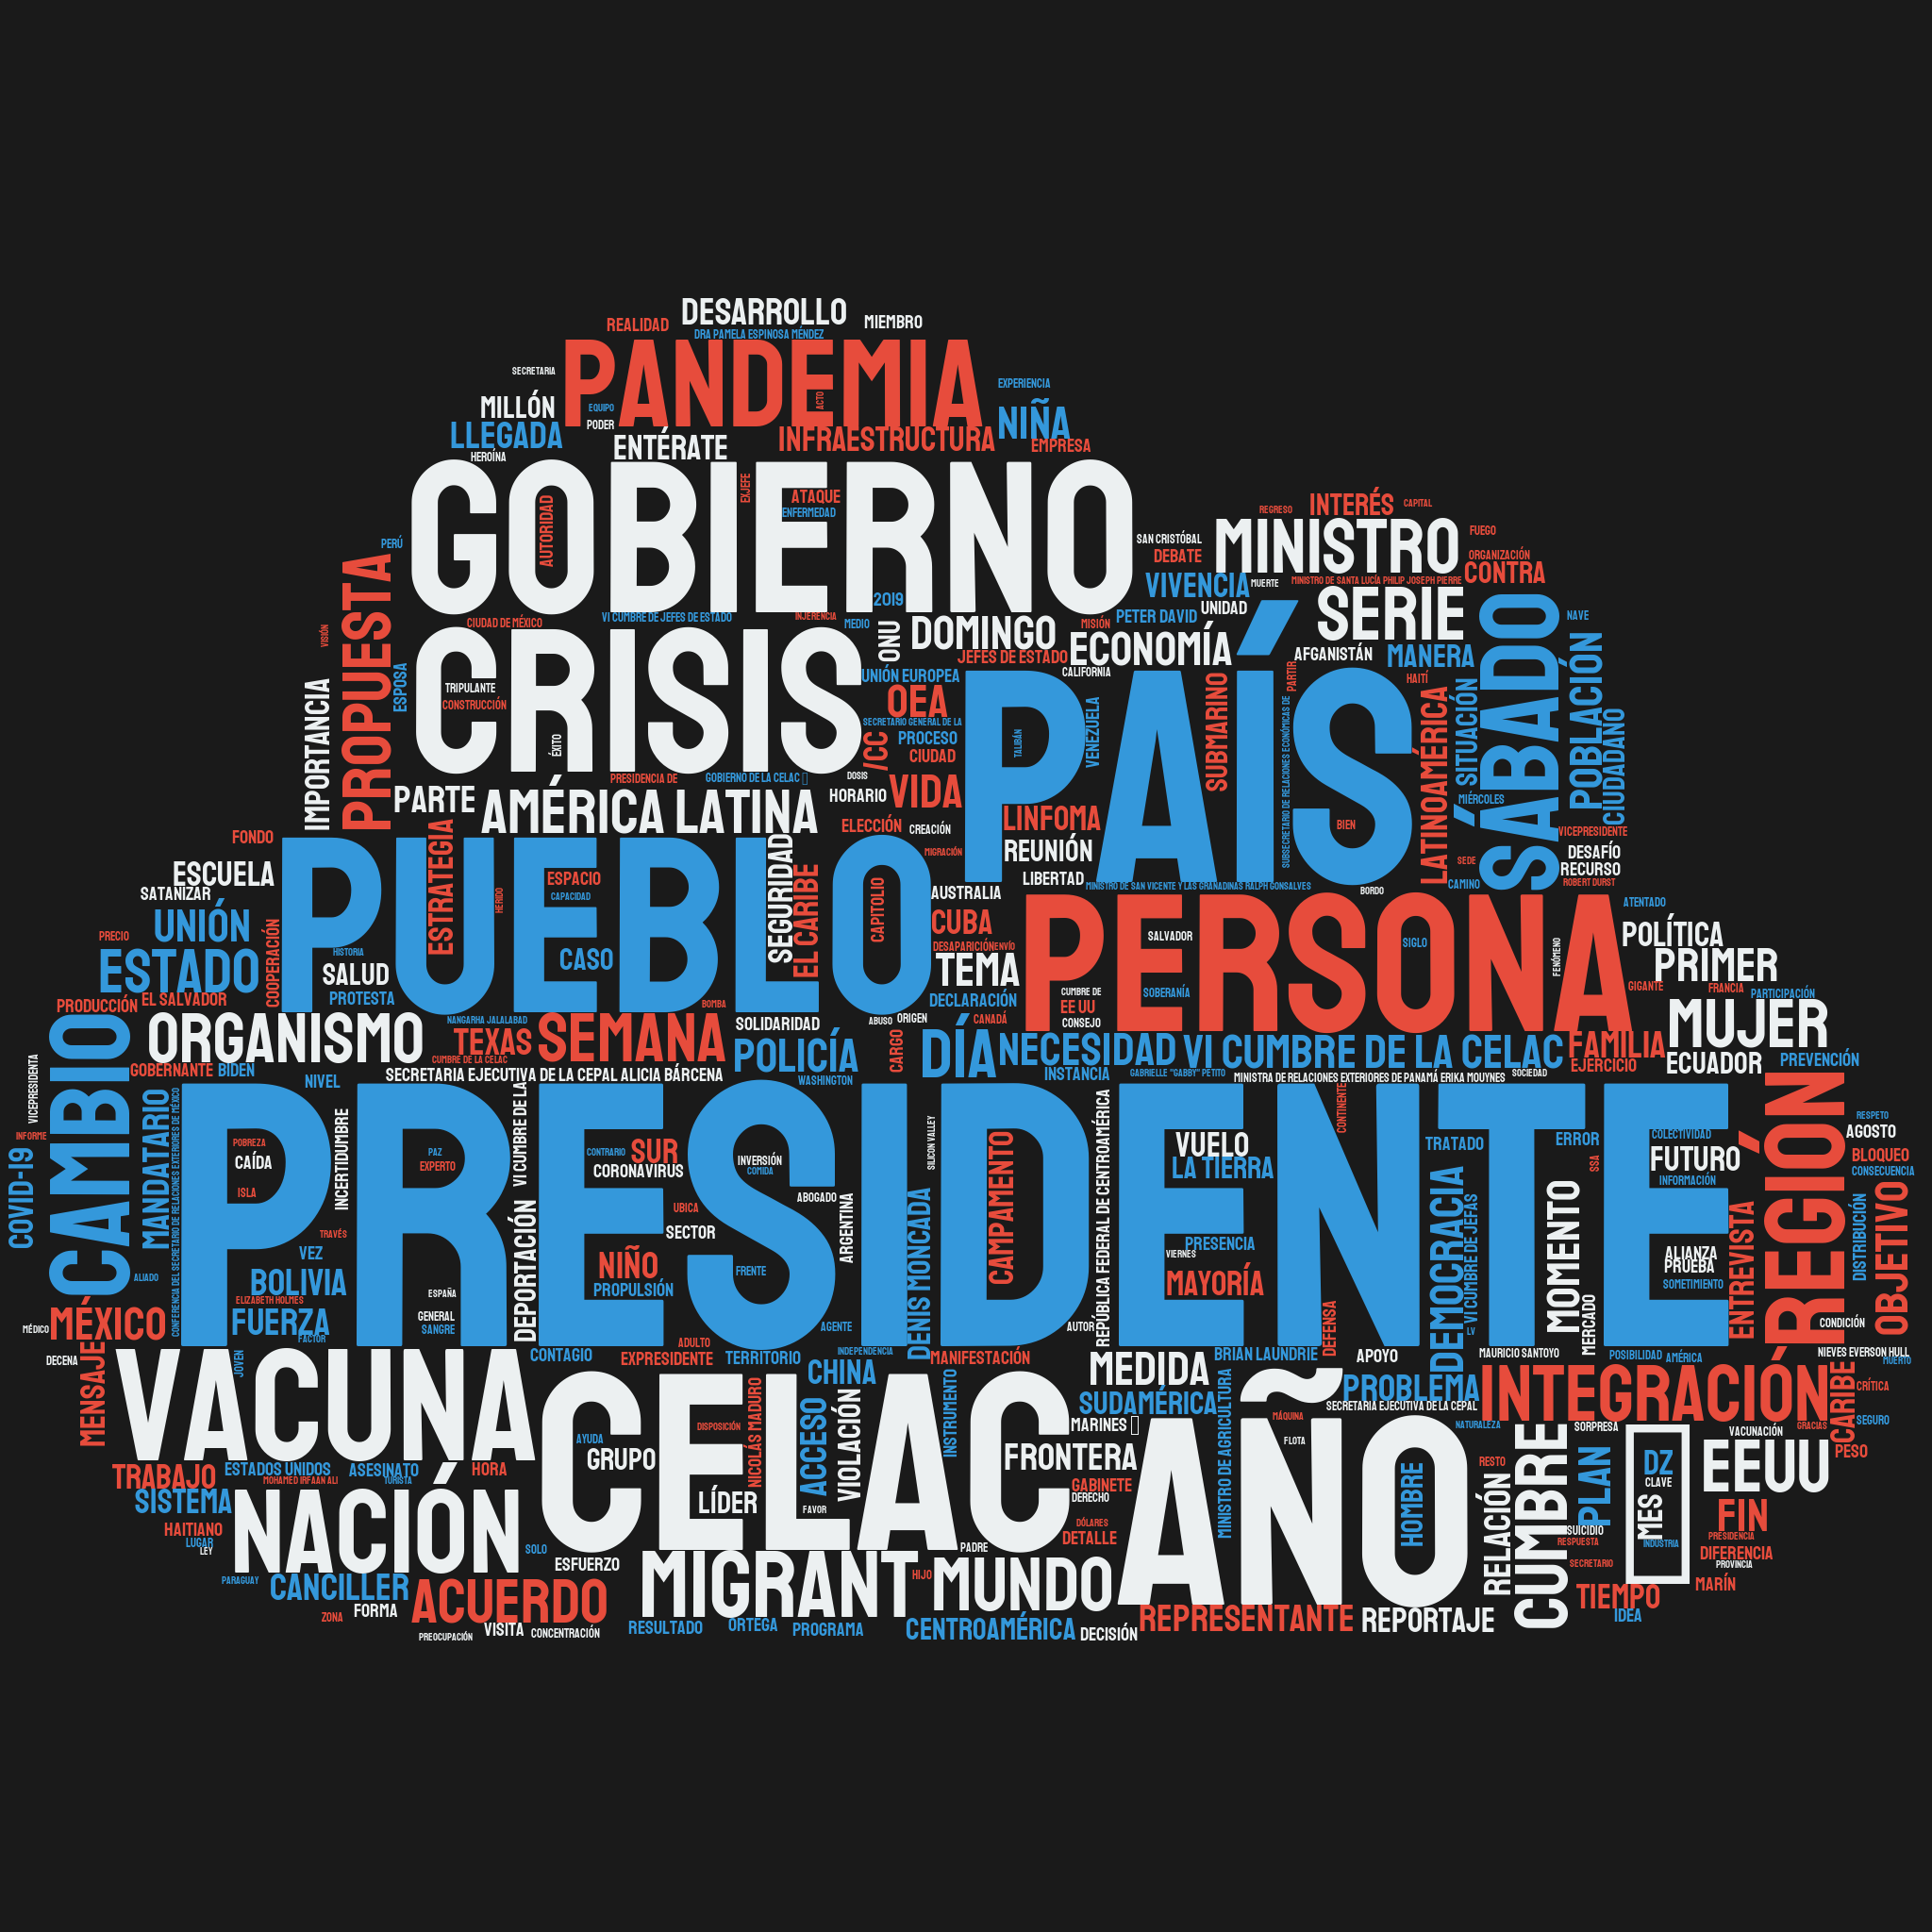 DESARROLLO
REALIDAD
MIEMBRO
DRA PAMELA ESPINOSA MÉNDEZ
PANDEMIA
SECRETARIA
EXPERIENCIA
MILLÓN
EQUIPO
ACTO
PODER
NIÑA
LLEGADA
ENTÉRATE
INFRAESTRUCTURA
EMPRESA
HEROÍNA
GOBIERNO
AUTORIDAD
EXJEFE
ATAQUE
ENFERMEDAD
REGRESO
INTERÉS
CAPITAL
MINISTRO
FUEGO
PERÚ
SAN CRISTÓBAL
DEBATE
ORGANIZACIÓN
CONTRA
PROPUESTA
VIVENCIA
MUERTE
MINISTRO DE SANTA LUCÍA PHILIP JOSEPH PIERRE
2019
UNIDAD
SERIE
SÁBADO
NAVE
CIUDAD DE MÉXICO
VI CUMBRE DE JEFES DE ESTADO
INJERENCIA
MEDIO
ONU
DOMINGO
MISIÓN
PETER DAVID
VISIÓN
CRISIS
JEFES DE ESTADO
ECONOMÍA
AFGANISTÁN
MANERA
POBLACIÓN
ESPOSA
TRIPULANTE
CONSTRUCCIÓN
ÉXITO
UNIÓN EUROPEA
CALIFORNIA
PAÍS
PARTIR
HAITÍ
SITUACIÓN
IMPORTANCIA
OEA
SECRETARIO GENERAL DE LA
PROCESO
CIUDAD
/CC
TALIBÁN
VENEZUELA
SUBMARINO
SUBSECRETARIO DE RELACIONES ECONÓMICAS DE
LATINOAMÉRICA
CIUDADANO
PRESIDENCIA DE
GOBIERNO DE LA CELAC
DOSIS
PARTE
AMÉRICA LATINA
HORARIO
VIDA
LINFOMA
BIEN
MIÉRCOLES
VICEPRESIDENTE
FONDO
ESTRATEGIA
ELECCIÓN
CREACIÓN
REUNIÓN
PUEBLO
SEGURIDAD
EL CARIBE
CAPITOLIO
MIGRACIÓN
SEDE
DESAFÍO
RECURSO
ESCUELA
SATANIZAR
ESPACIO
CAPACIDAD
HERIDO
LIBERTAD
AUSTRALIA
MINISTRO DE SAN VICENTE Y LAS GRANADINAS RALPH GONSALVES
BORDO
CAMINO
ROBERT DURST
PERSONA
ATENTADO
UNIÓN
PRECIO
COOPERACIÓN
HISTORIA
CASO
CUBA
DESAPARICIÓN
ENVÍO
SALVADOR
SIGLO
FENÓMENO
POLÍTICA
ESTADO
SALUD
TEMA
PRIMER
PRODUCCIÓN
EL SALVADOR
PROTESTA
BOMBA
DECLARACIÓN
CUMBRE DE
EE UU
CONSEJO
SOBERANÍA
GIGANTE
FRANCIA
PARTICIPACIÓN
ORGANISMO
NANGARHA JALALABAD
TEXAS
SEMANA
SOLIDARIDAD
ABUSO
ORIGEN
CANADÁ
MUJER
CAMBIO
CUMBRE DE LA CELAC
POLICÍA
CARGO
DÍA
NECESIDAD
VI CUMBRE DE LA CELAC
FAMILIA
ECUADOR
PREVENCIÓN
VICEPRESIDENTA
GOBERNANTE
BIDEN
NIVEL
SECRETARIA EJECUTIVA DE LA CEPAL ALICIA BÁRCENA
WASHINGTON
INSTANCIA
GABRIELLE "GABBY" PETITO
MINISTRA DE RELACIONES EXTERIORES DE PANAMÁ ERIKA MOUYNES
SOCIEDAD
EJERCICIO
PRESIDENTE
INFORME
COVID-19
MANDATARIO
CONFERENCIA DEL SECRETARIO DE RELACIONES EXTERIORES DE MÉXICO
POBREZA
CAÍDA
ISLA
INCERTIDUMBRE
PAZ
EXPERTO
VI CUMBRE DE LA
CONTRARIO
SUR
CORONAVIRUS
INVERSIÓN
COMIDA
ABOGADO
SILICON VALLEY
CAMPAMENTO
REPÚBLICA FEDERAL DE CENTROAMÉRICA
VUELO
LA TIERRA
CONTINENTE
TRATADO
ERROR
SSA
COLECTIVIDAD
FUTURO
INFORMACIÓN
REGIÓN
RESPETO
AGOSTO
BLOQUEO
CONSECUENCIA
TRAVÉS
UBICA
SECTOR
ARGENTINA
DENIS MONCADA
PRESENCIA
VIERNES
DEMOCRACIA
VI CUMBRE DE JEFAS
MOMENTO
ENTREVISTA
DISTRIBUCIÓN
OBJETIVO
VEZ
ALIADO
BOLIVIA
ELIZABETH HOLMES
ESPAÑA
DEPORTACIÓN
NIÑO
PROPULSIÓN
FRENTE
MAYORÍA
ALIANZA
PRUEBA
SOMETIMIENTO
MÉDICO
MÉXICO
FUERZA
FACTOR
GENERAL
SANGRE
AGENTE
AUTOR
DEFENSA
LV
MERCADO
CONDICIÓN
DECENA
MENSAJE
VACUNA
JOVEN
CONTAGIO
ADULTO
EXPRESIDENTE
TERRITORIO
INDEPENDENCIA
MANIFESTACIÓN
MEDIDA
BRIAN LAUNDRIE
APOYO
MAURICIO SANTOYO
POSIBILIDAD
AMÉRICA
NIEVES EVERSON HULL
MUERTO
CELAC
CHINA
ACCESO
VIOLACIÓN
INSTRUMENTO
SUDAMÉRICA
MINISTRO DE AGRICULTURA
AÑO
PROBLEMA
SECRETARIA EJECUTIVA DE LA CEPAL
INTEGRACIÓN
CARIBE
CRÍTICA
DISPOSICIÓN
NICOLÁS MADURO
MARINES
MÁQUINA
FLOTA
NATURALEZA
SORPRESA
GRACIAS
VACUNACIÓN
SEGURO
PESO
AYUDA
GRUPO
FRONTERA
TRABAJO
ESTADOS UNIDOS
MOHAMED IRFAAN ALI
ASESINATO
TURISTA
HORA
GABINETE
DERECHO
HOMBRE
RESTO
RELACIÓN
CUMBRE
PLAN
DZ
CLAVE
MES
INDUSTRIA
EEUU
SISTEMA
NACIÓN
LÍDER
FAVOR
DÓLARES
DETALLE
SUICIDIO
RESPUESTA
FIN
PRESIDENCIA
HAITIANO
LUGAR
LEY
SOLO
ESFUERZO
PADRE
SECRETARIO
DIFERENCIA
PROVINCIA
PARAGUAY
CANCILLER
ACUERDO
MIGRANT
HIJO
MUNDO
TIEMPO
MARÍN
ZONA
FORMA
REPRESENTANTE
REPORTAJE
IDEA
PREOCUPACIÓN
VISITA
CONCENTRACIÓN
RESULTADO
ORTEGA
PROGRAMA
CENTROAMÉRICA
DECISIÓN